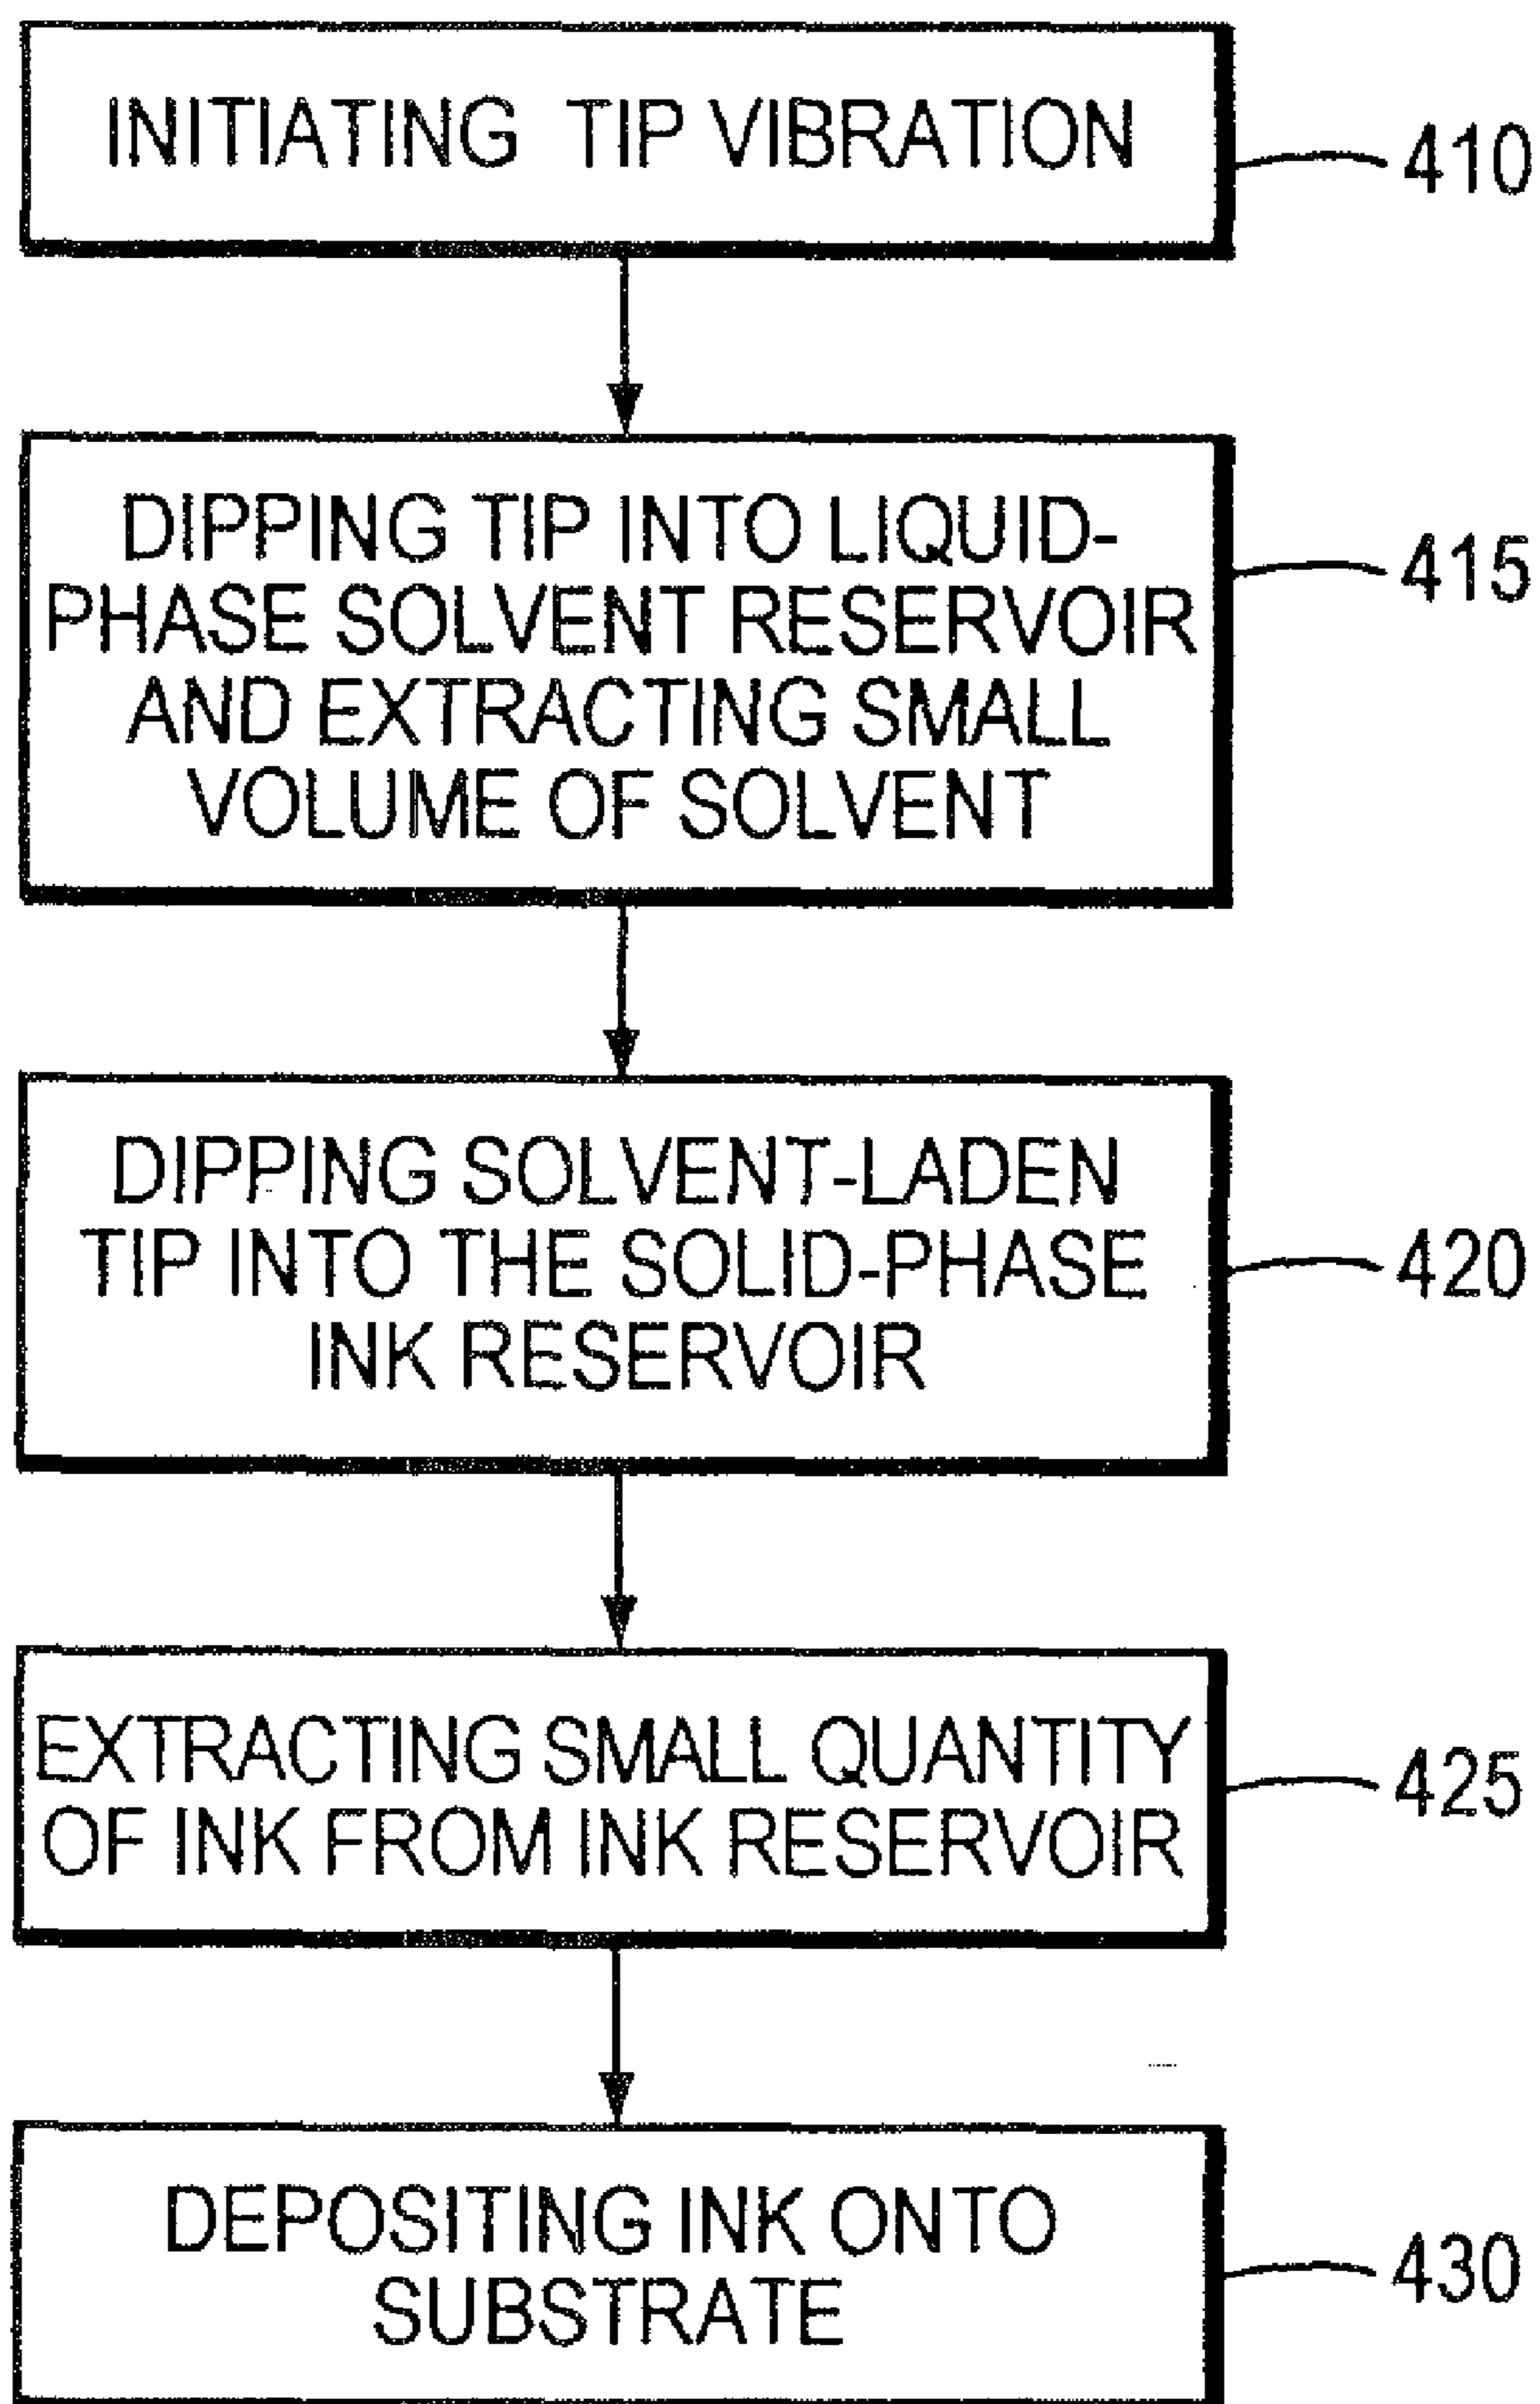 INITIATING TIP VIBRATION
410
DIPPING TIP INTO LIQUID-
PHASE SOLVENT RESERVOIR
AND EXTRACTING SMALL
VOLUME OF SOLVENT
415
DIPPING SOLVENT-LADEN
TIP INTO THE SOLID-PHASE
INK RESERVOIR
420
EXTRACTING SMALL QUANTITY
OF INK FROM INK RESERVOIR
425
DEPOSITING INK ONTO
SUBSTRATE
430